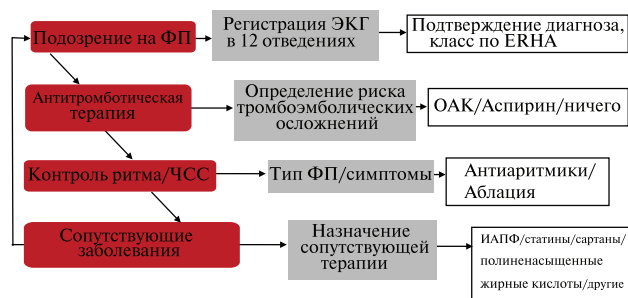 Подозрение на ФП
Регистрация ЭКГ
в 12 отведениях
Подтверждение диагноза,
класс по ERHA
Антитромботическая
терапия
Определение риска
тромбоэмболических
осложнений
ОАК/Аспирин/ничего
Контроль ритма/ЧСС
Тип ФП/симптомы
Антиаритмики/
Аблация
Сопутствующие
заболевания
Назначение
сопутствующей
терапии
ИАПФ/статины/сартаны/
полиненасыщенные
жирные кислоты/другие